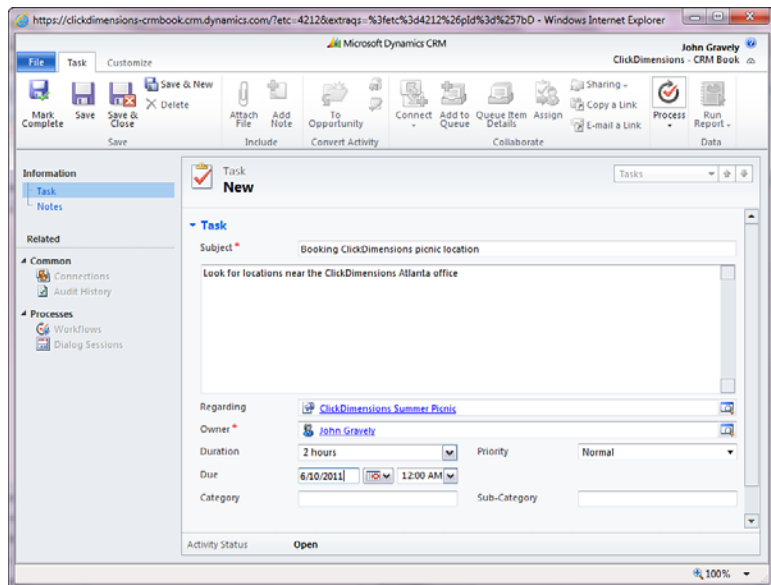 https://clickdimensions-crmbook.crm.dynamics.com/?etc=4212&extraqs=%3fetc%3d4212%26pId%3d%257bD - Windows Internet Explorer
Microsoft Dynamics CRM
John Gravely
ClickDimensions - CRM Book
File Task Customize
Mark Complete
Save
Save & Close
Save & New
Delete
Save
Attach File
Add Note
Include
To Opportunity
Convert Activity
Connect
Add to Queue
Queue Item Details
Assign
Sharing
Copy a Link
E-mail a Link
Collaborate
Process
Run Report
Data
Information
Task
Notes
Related
Common
Connections
Audit History
Processes
Workflows
Dialog Sessions
Task
New
Tasks
Task
Subject * Booking ClickDimensions picnic location
Look for locations near the ClickDimensions Atlanta office
Regarding ClickDimensions Summer Picnic
Owner * John Gravely
Duration 2 hours Priority Normal
Due 6/10/2011 12:00 AM
Category Sub-Category
Activity Status Open
100%